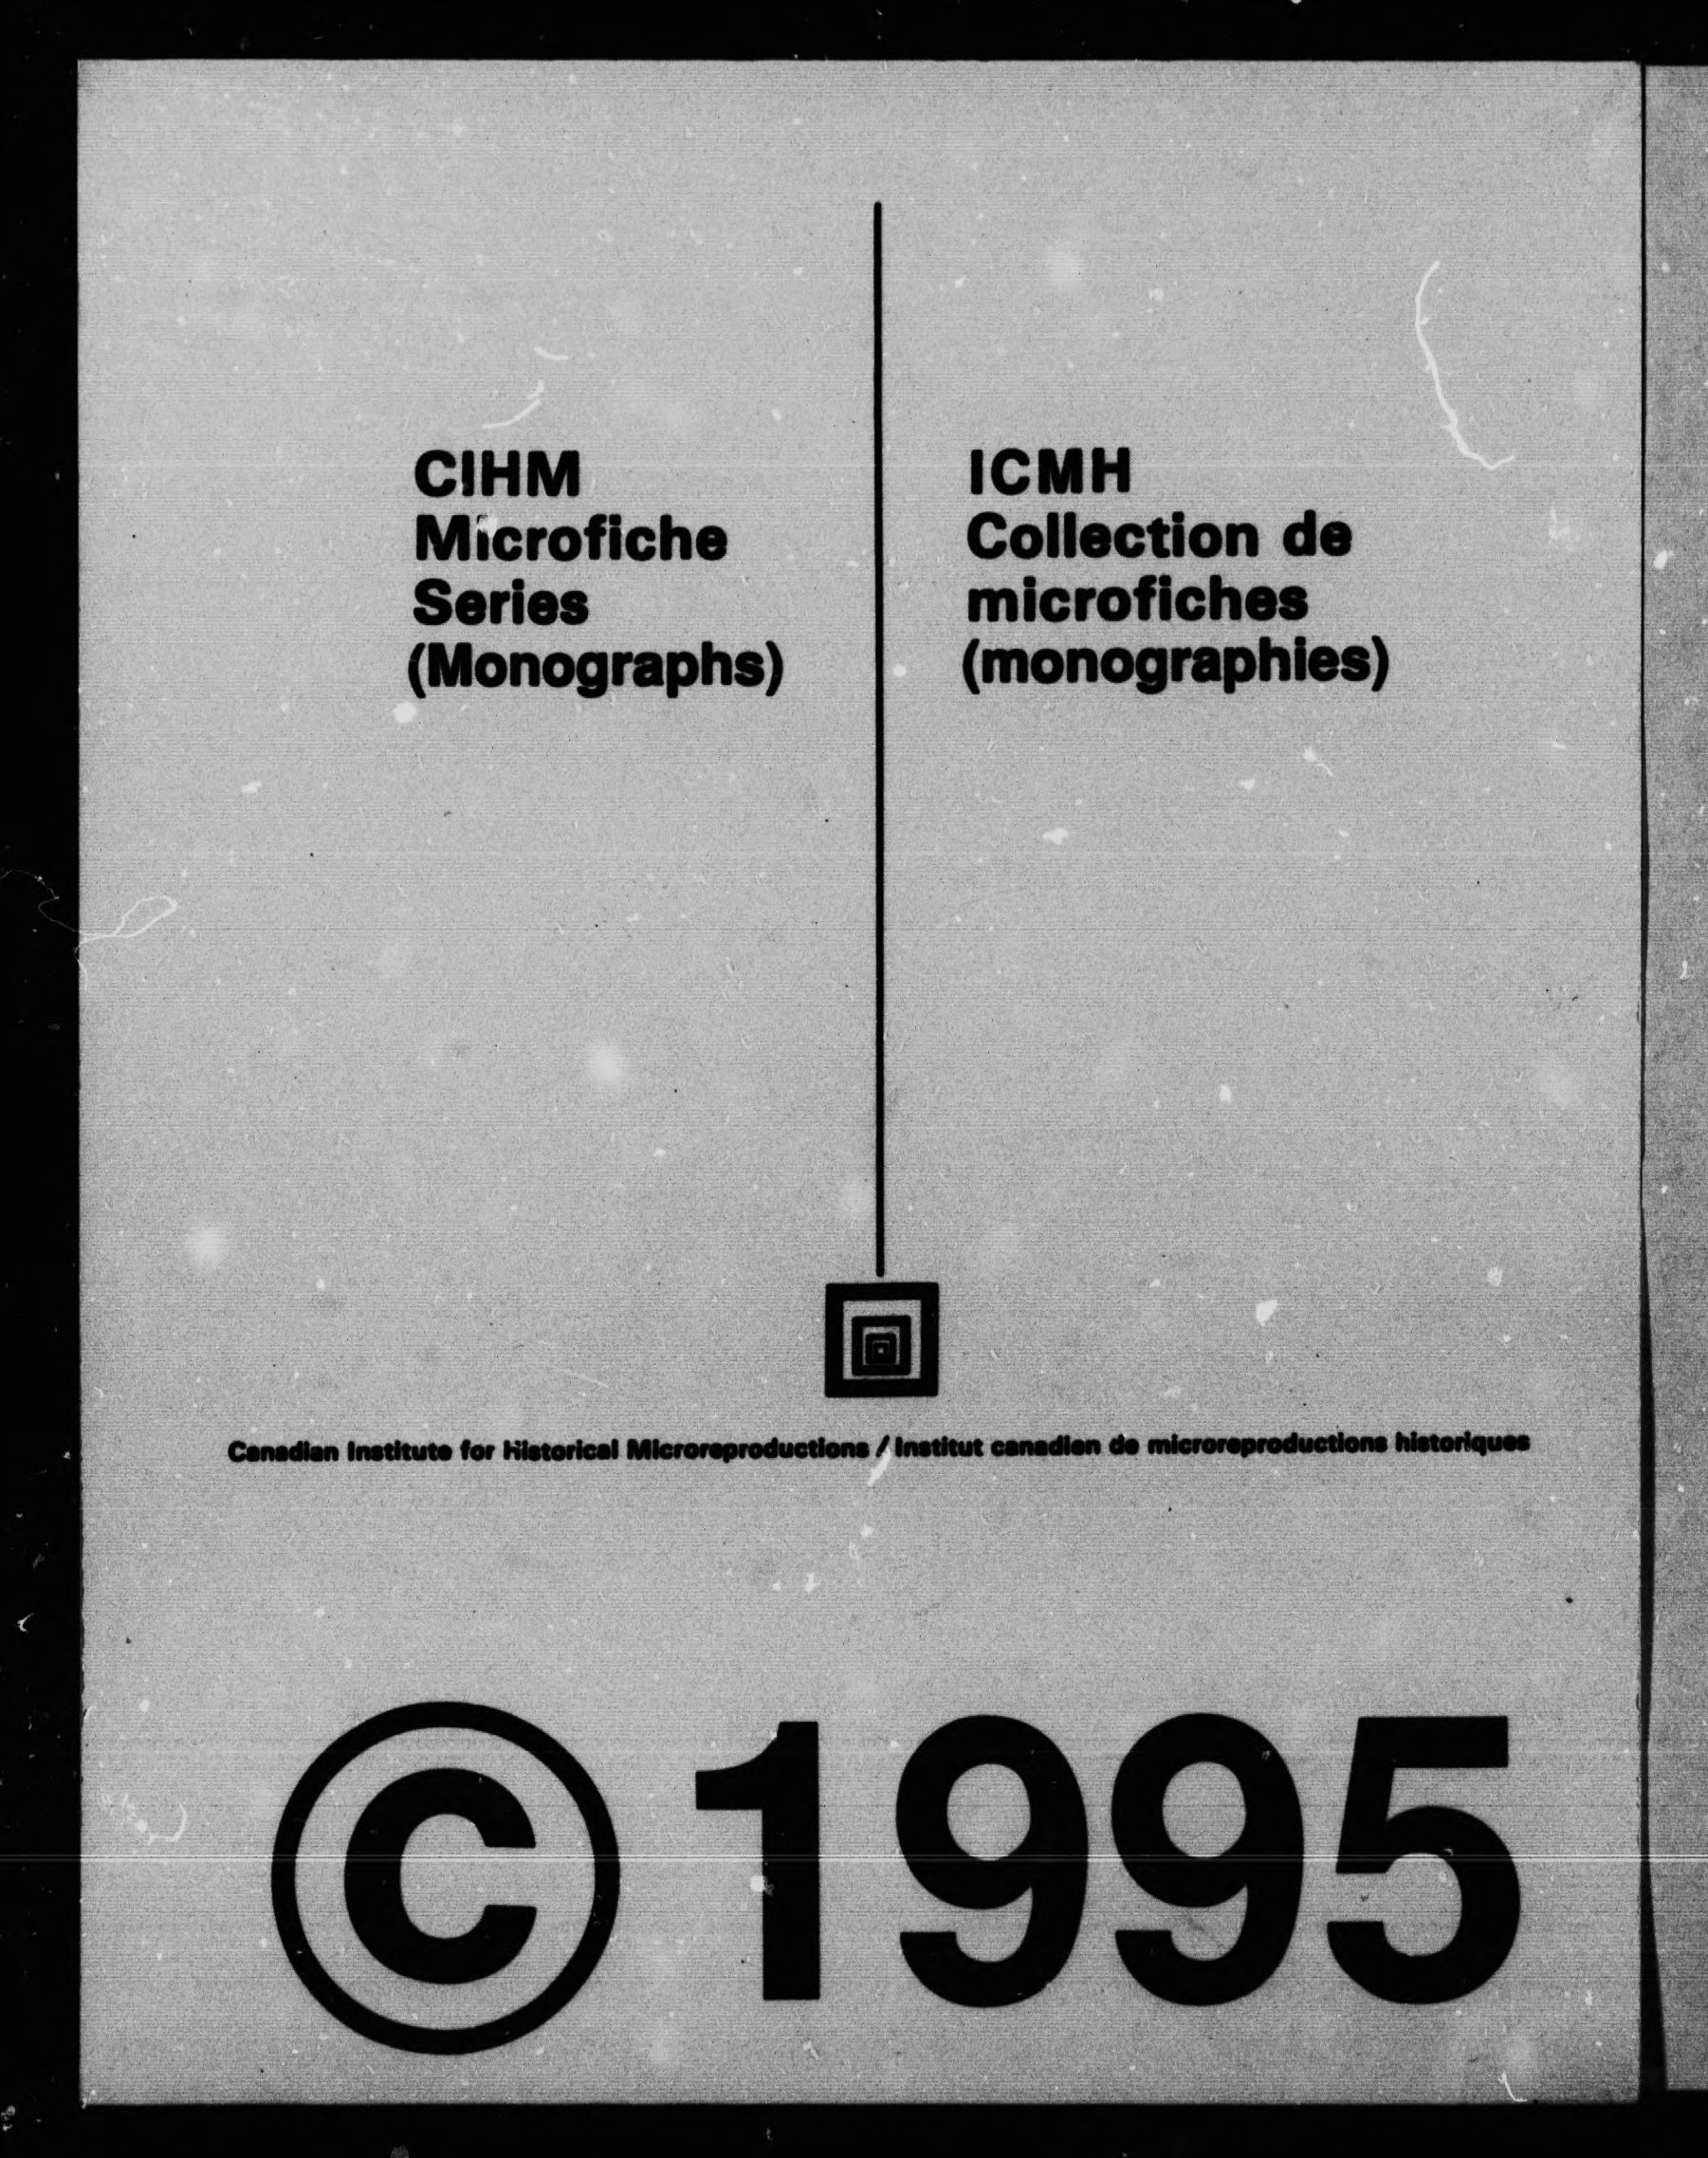 CIHM
Microfiche
Series
(Monographs)
ICMH
Collection de
microfiches
(monographies)
Canadian Institute for Historical Microreproductions / Institut canadien de microreproductions historiques
© 1995